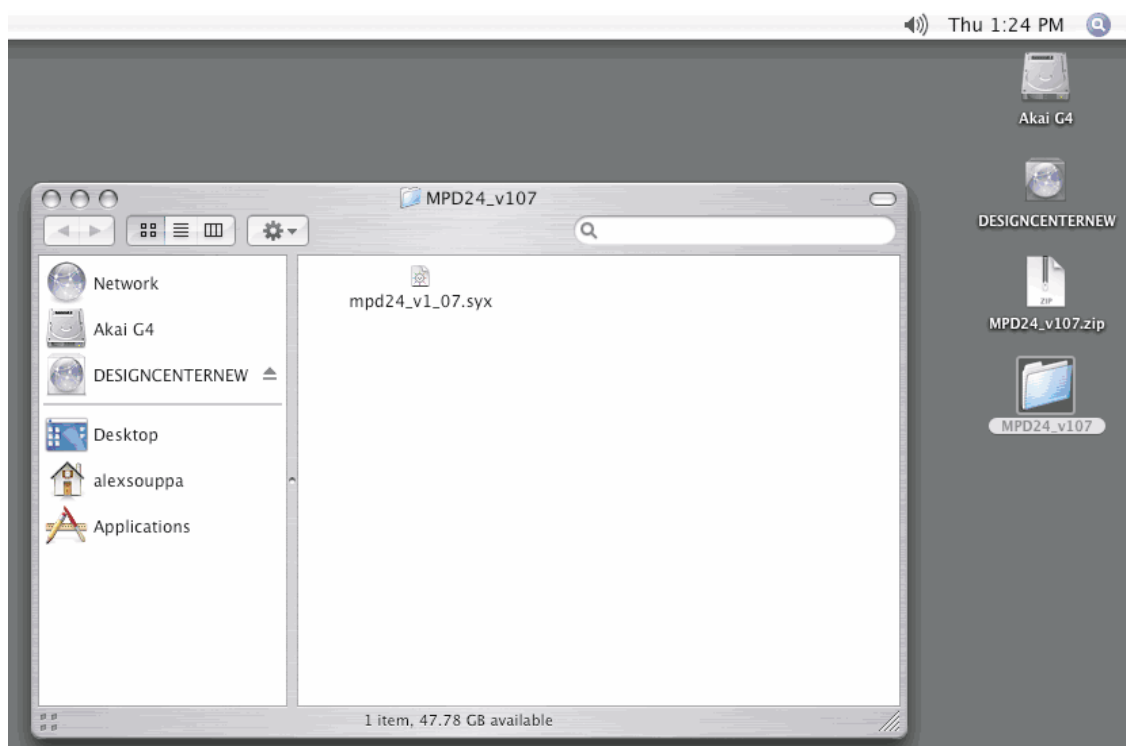 Thu 1:24 PM
Akai G4
DESIGNCENTERNEW
ZIP
MPD24_v107.zip
MPD24_v107
MPD24_v107
Network
Akai G4
DESIGNCENTERNEW
Desktop
alexsouppa
Applications
mpd24_v1_07.syx
1 item, 47.78 GB available